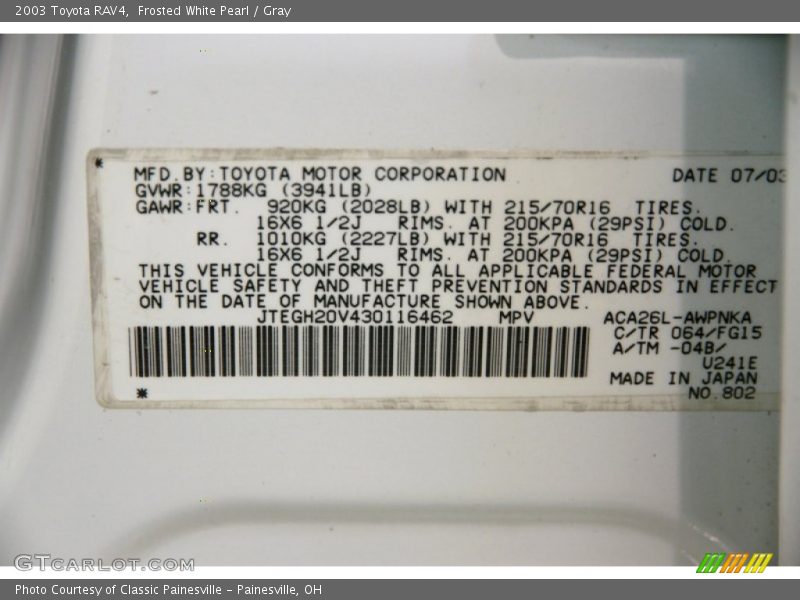 2003 Toyota RAV4,  Frosted White Pearl / Gray
* MFD.BY:TOYOTA MOTOR CORPORATION DATE 07/03
GVWR:1788KG (3941LB)
GAWR:FRT. 920KG (2028LB) WITH 215/70R16 TIRES.
16X6 1/2J RIMS. AT 200KPA (29PSI) COLD.
RR. 1010KG (2227LB) WITH 215/70R16 TIRES.
16X6 1/2J RIMS. AT 200KPA (29PSI) COLD.
THIS VEHICLE CONFORMS TO ALL APPLICABLE FEDERAL MOTOR
VEHICLE SAFETY AND THEFT PREVENTION STANDARDS IN EFFECT
ON THE DATE OF MANUFACTURE SHOWN ABOVE.
JTEGH20V430116462 MPV ACA26L-AWPNKA
C/TR 064/FG15
A/TM -04B/
U241E
MADE IN JAPAN
* NO.802
GTCARLOT.COM
Photo Courtesy of Classic Painesville - Painesville, OH